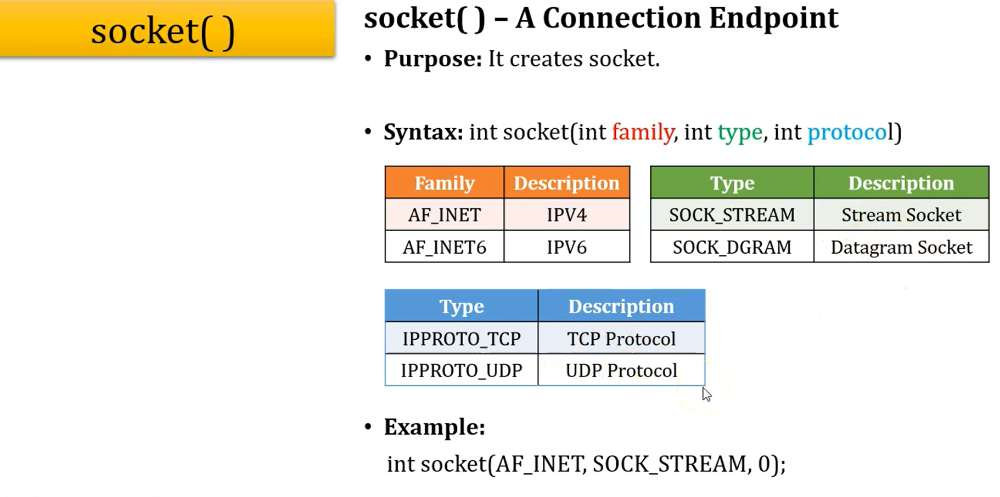 socket( )
socket( ) – A Connection Endpoint
• Purpose: It creates socket.
• Syntax: int socket(int family, int type, int protocol)
Family Description
AF_INET IPV4
AF_INET6 IPV6
Type Description
SOCK_STREAM Stream Socket
SOCK_DGRAM Datagram Socket
Type Description
IPPROTO_TCP TCP Protocol
IPPROTO_UDP UDP Protocol
• Example:
int socket(AF_INET, SOCK_STREAM, 0);